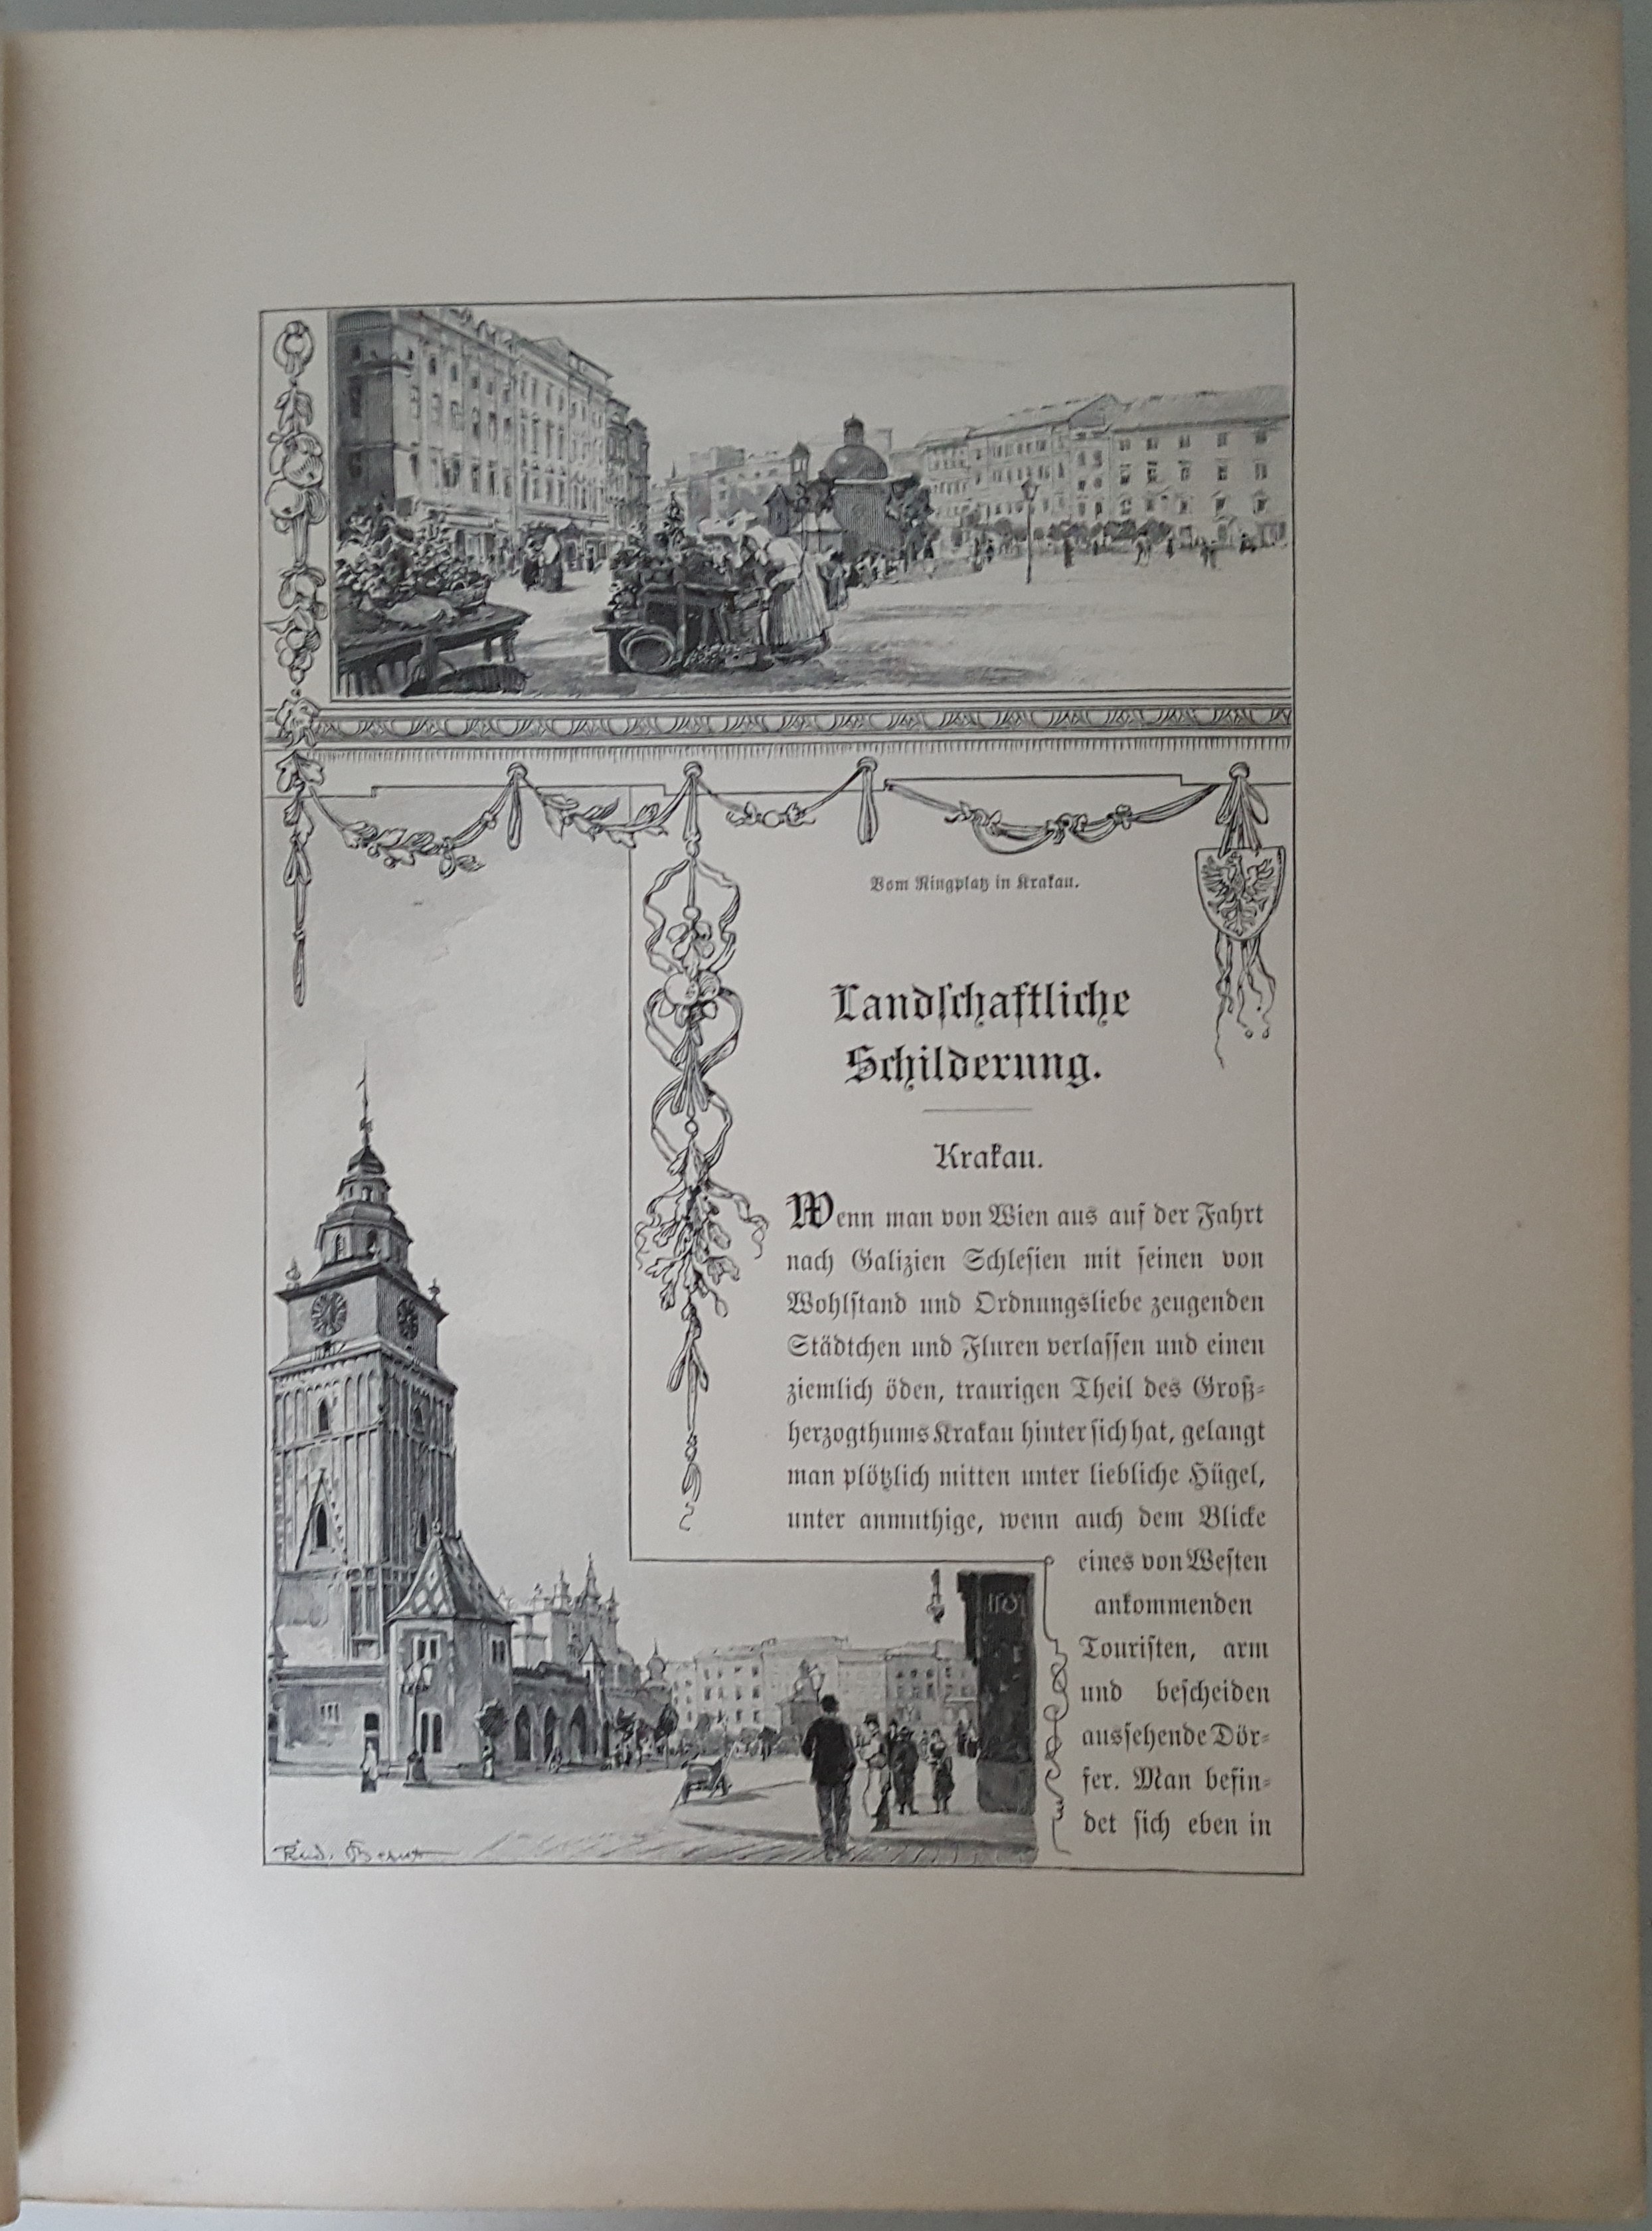 Vom Ringplatz in Krakau.
Landschaftliche
Schilderung.
Krakau.
Wenn man von Wien aus auf der Fahrt
nach Galizien Schlesien mit seinen von
Wohlstand und Ordnungsliebe zeugenden
Städtchen und Fluren verlassen und einen
ziemlich öden, traurigen Theil des Groß-
herzogthums Krakau hinter sich hat, gelangt
man plötzlich mitten unter liebliche Hügel,
unter anmuthige, wenn auch dem Blicke
eines von Westen
ankommenden
Touristen, arm
und bescheiden
aussehende Dör-
fer. Man befin-
det sich eben in
Rud. Bernt